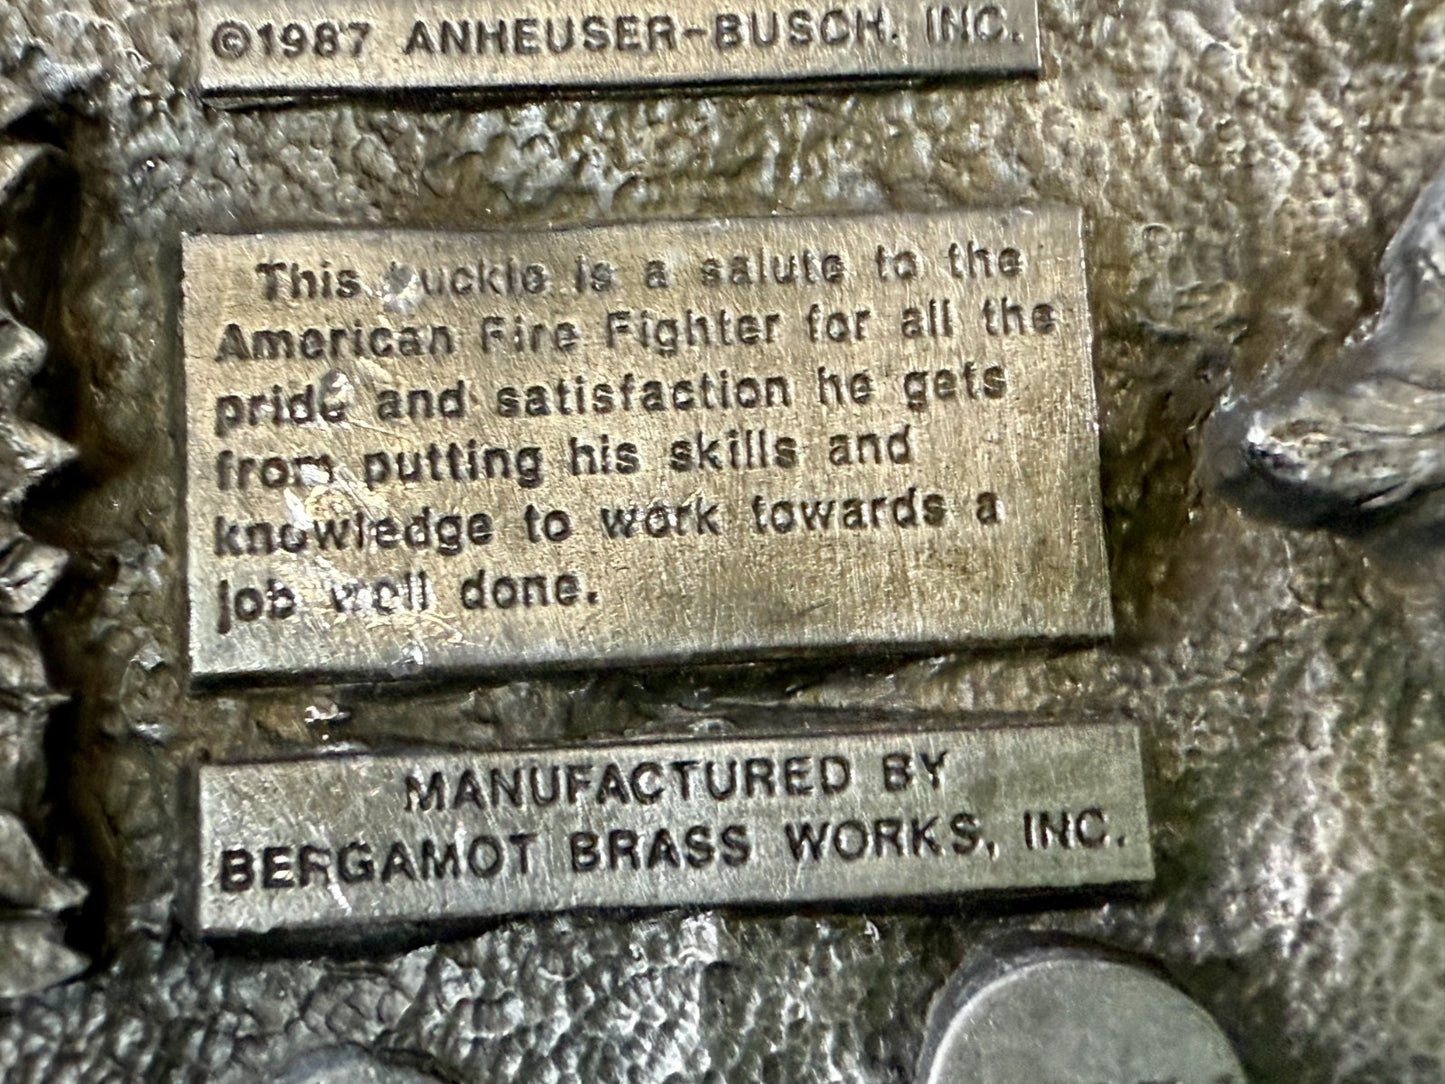 ©1987 ANHEUSER-BUSCH, INC.
This buckle is a salute to the
American Fire Fighter for all the
pride and satisfaction he gets
from putting his skills and
knowledge to work towards a
job well done.
MANUFACTURED BY
BERGAMOT BRASS WORKS, INC.